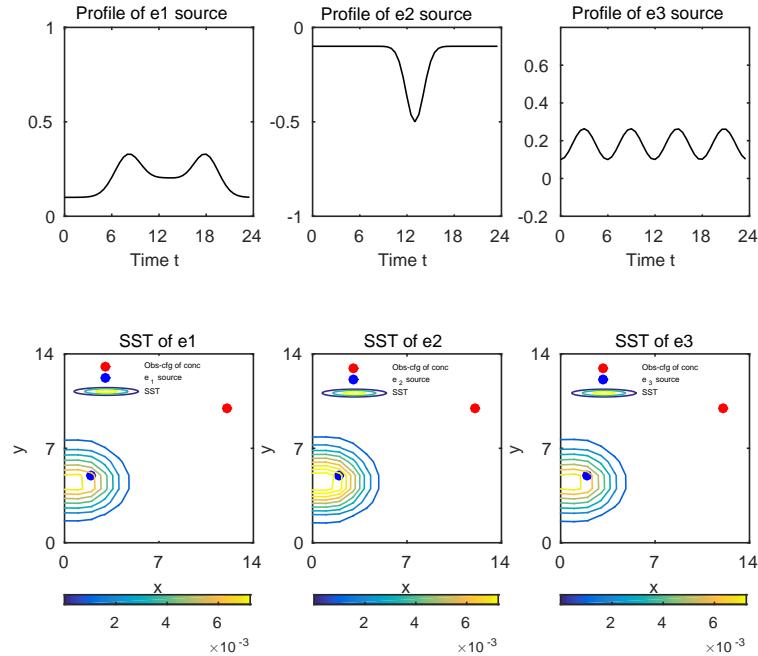 Profile of e1 source
Profile of e2 source
Profile of e3 source
1
0.5
0
0 6 12 18 24
Time t
0
-0.5
-1
0 6 12 18 24
Time t
0.6
0.4
0.2
0
-0.2
0 6 12 18 24
Time t
SST of e1
SST of e2
SST of e3
14
7
0
y
Obs-cfg of conc
e1 source
SST
0 7 14
x
14
7
0
y
Obs-cfg of conc
e2 source
SST
0 7 14
x
14
7
0
y
Obs-cfg of conc
e3 source
SST
0 7 14
x
2 4 6
×10-3
2 4 6
×10-3
2 4 6
×10-3